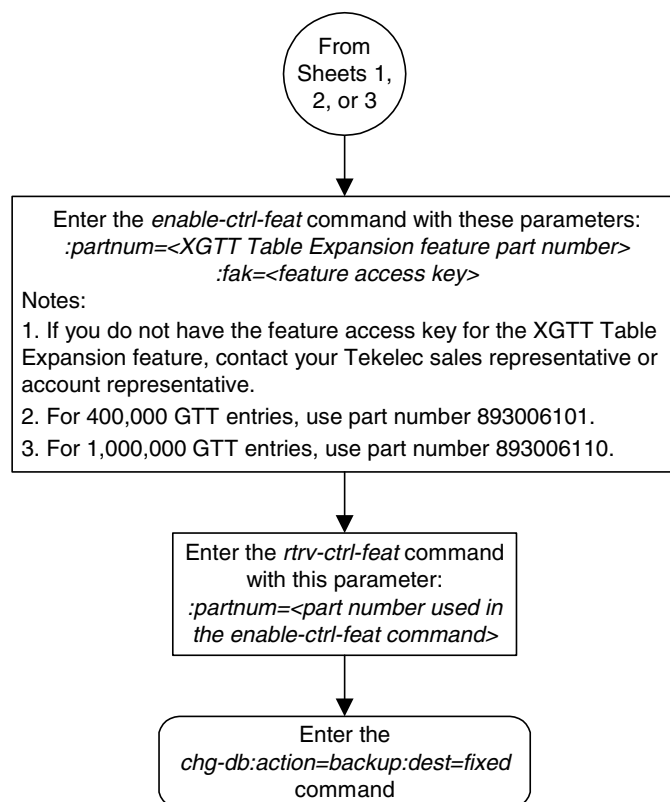 From
Sheets 1,
2, or 3
Enter the enable-ctrl-feat command with these parameters:
:partnum=<XGTT Table Expansion feature part number>
:fak=<feature access key>
Notes:
1. If you do not have the feature access key for the XGTT Table
Expansion feature, contact your Tekelec sales representative or
account representative.
2. For 400,000 GTT entries, use part number 893006101.
3. For 1,000,000 GTT entries, use part number 893006110.
Enter the rtrv-ctrl-feat command
with this parameter:
:partnum=<part number used in
the enable-ctrl-feat command>
Enter the
chg-db:action=backup:dest=fixed
command